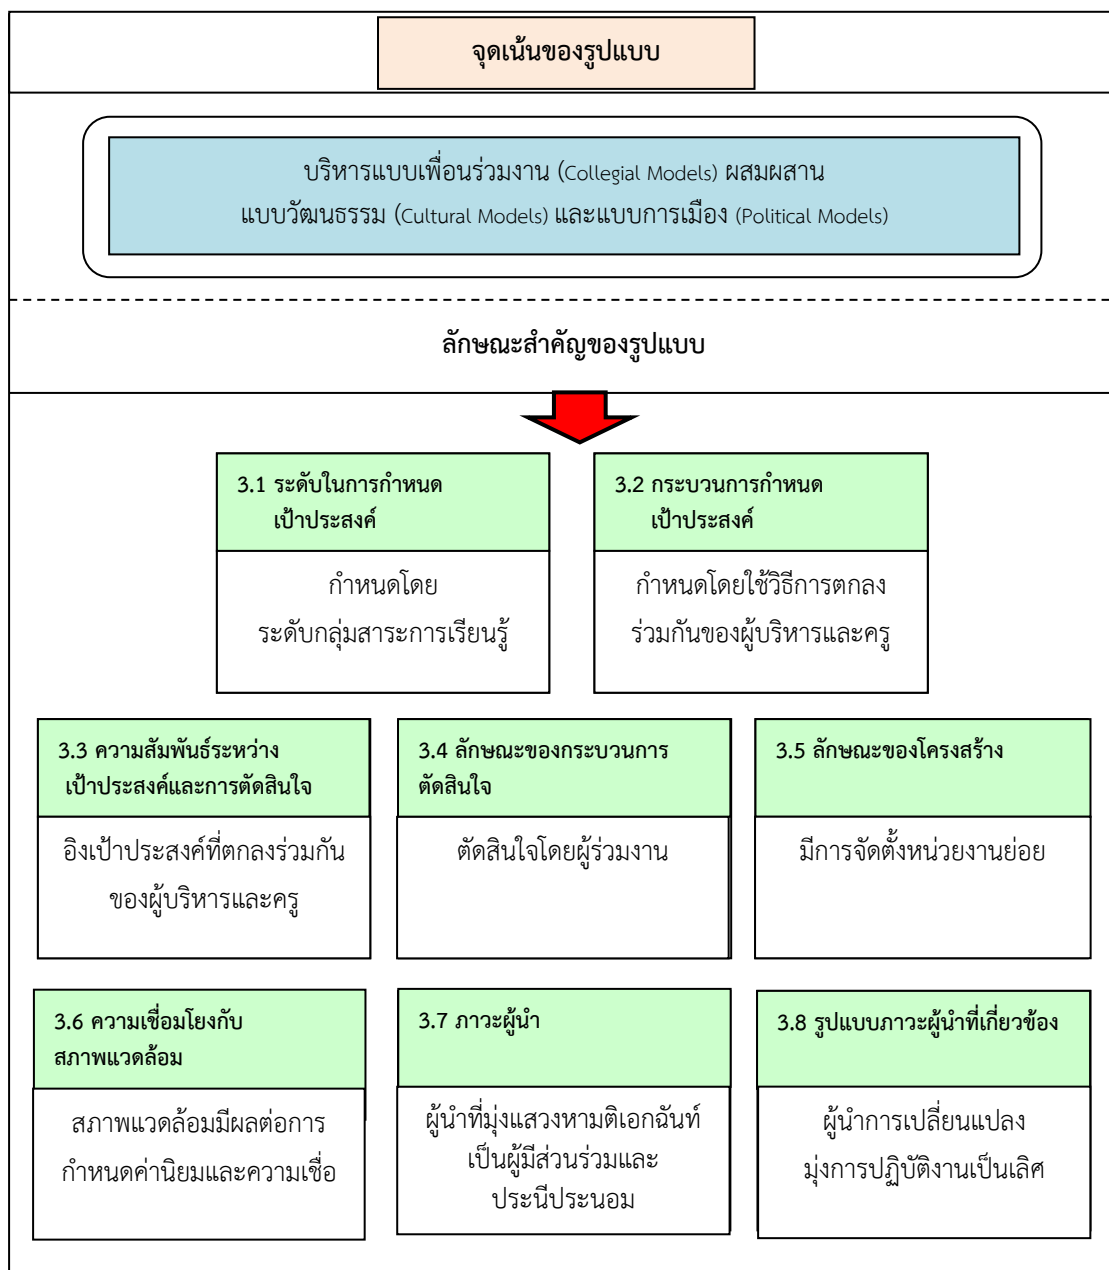 จุดเน้นของรูปแบบ
บริหารแบบเพื่อนร่วมงาน (Collegial Models) ผสมผสาน
แบบวัฒนธรรม (Cultural Models) และแบบการเมือง (Political Models)
ลักษณะสำคัญของรูปแบบ
3.1 ระดับในการกำหนด
เป้าประสงค์
กำหนดโดย
ระดับกลุ่มสาระการเรียนรู้
3.2 กระบวนการกำหนด
เป้าประสงค์
กำหนดโดยใช้วิธีการตกลง
ร่วมกันของผู้บริหารและครู
3.3 ความสัมพันธ์ระหว่าง
เป้าประสงค์และการตัดสินใจ
อิงเป้าประสงค์ที่ตกลงร่วมกัน
ของผู้บริหารและครู
3.4 ลักษณะของกระบวนการ
ตัดสินใจ
ตัดสินใจโดยผู้ร่วมงาน
3.5 ลักษณะของโครงสร้าง
มีการจัดตั้งหน่วยงานย่อย
3.6 ความเชื่อมโยงกับ
สภาพแวดล้อม
สภาพแวดล้อมมีผลต่อการ
กำหนดค่านิยมและความเชื่อ
3.7 ภาวะผู้นำ
ผู้นำที่มุ่งแสวงหามติเอกฉันท์
เป็นผู้มีส่วนร่วมและ
ประนีประนอม
3.8 รูปแบบภาวะผู้นำที่เกี่ยวข้อง
ผู้นำการเปลี่ยนแปลง
มุ่งการปฏิบัติงานเป็นเลิศ